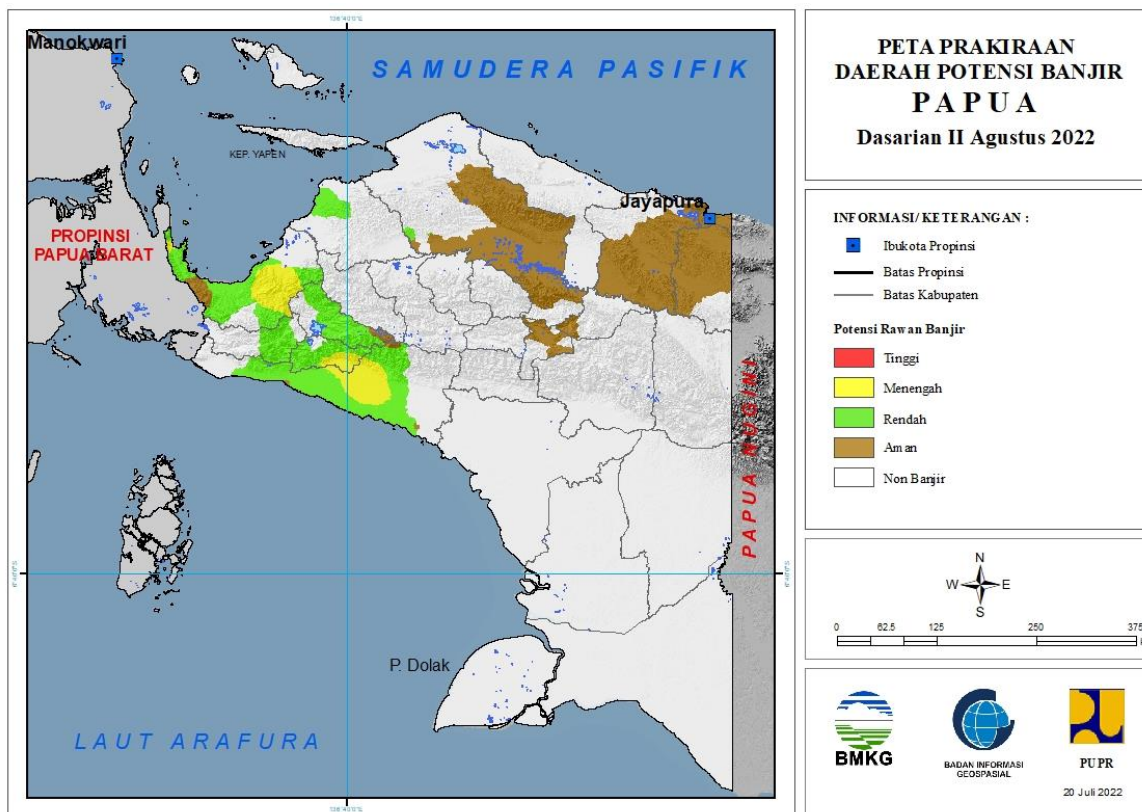 Manokwari
SAMUDERA PASIFIK
KEP. YAPEN
Jayapura
PROPINSI
PAPUA BARAT
PAPUA NUGINI
P. Dolak
LAUT ARAFURA
PETA PRAKIRAAN
DAERAH POTENSI BANJIR
PAPUA
Dasarian II Agustus 2022
INFORMASI/ KETERANGAN :
Ibukota Propinsi
Batas Propinsi
Batas Kabupaten
Potensi Rawan Banjir
Tinggi
Menengah
Rendah
Aman
Non Banjir
N
W E
S
0 62.5 125 250 375
BMKG
BADAN INFORMASI
GEOSPASIAL
PUPR
20 Juli 2022